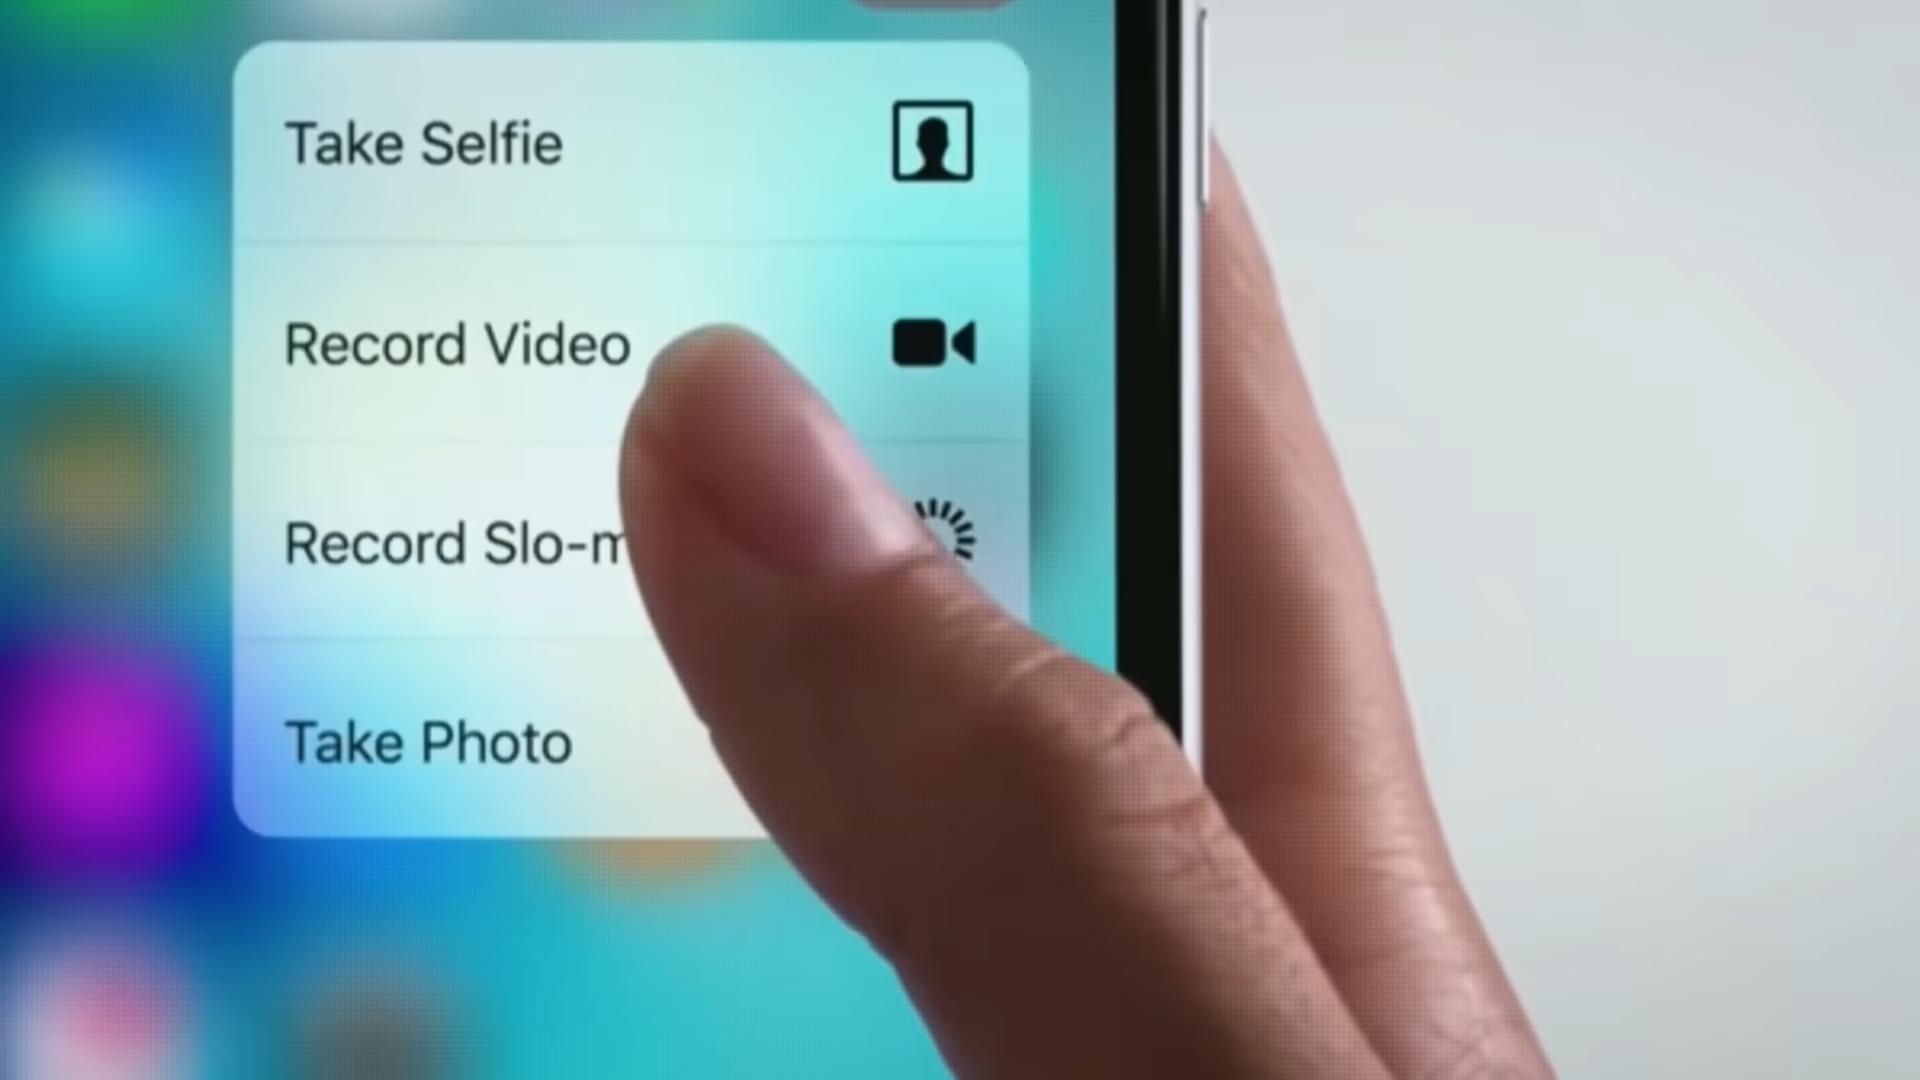 Take Selfie
Record Video
Record Slo-m
Take Photo